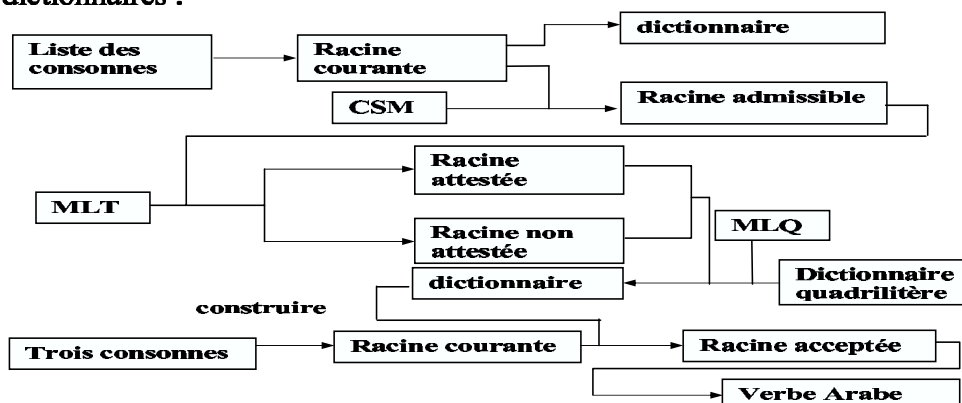 dictionnaires :
dictionnaire
Liste des
consonnes
Racine
courante
CSM
Racine admissible
Racine
attestée
MLT
Racine non
attestée
MLQ
dictionnaire
Dictionnaire
quadrilitère
construire
Trois consonnes
Racine courante
Racine acceptée
Verbe Arabe